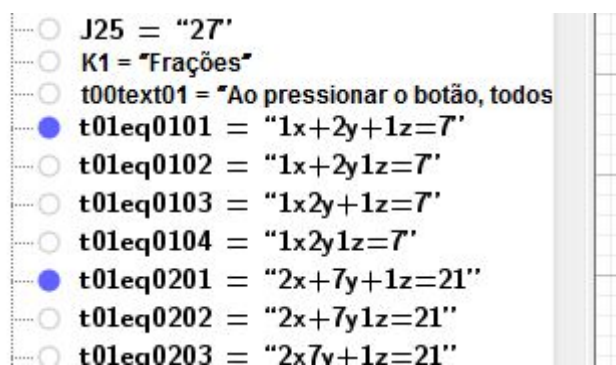 J25 = “27”
K1 = "Frações"
t00text01 = "Ao pressionar o botão, todos
t01eq0101 = “1x+2y+1z=7”
t01eq0102 = “1x+2y1z=7”
t01eq0103 = “1x2y+1z=7”
t01eq0104 = “1x2y1z=7”
t01eq0201 = “2x+7y+1z=21”
t01eq0202 = “2x+7y1z=21”
t01eq0203 = “2x7y+1z=21”